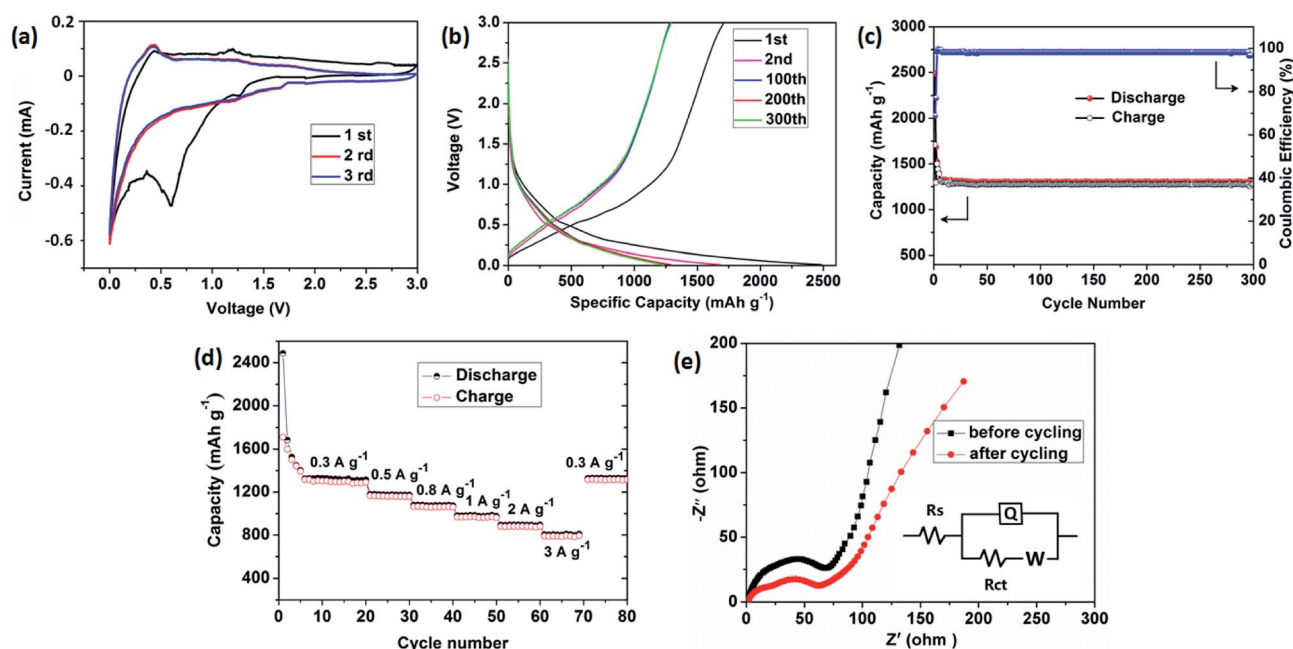 (a)
0.2
0
-0.2
-0.4
-0.6
Current (mA)
1 st
2 rd
3 rd
0.0 0.5 1.0 1.5 2.0 2.5 3.0
Voltage (V)
(b)
3.0
2.5
2.0
1.5
1.0
0.5
0.0
Voltage (V)
1st
2nd
100th
200th
300th
0 500 1000 1500 2000 2500
Specific Capacity (mAh g-1)
(c)
3000
2750
2500
2250
2000
1750
1500
1250
1000
750
500
Capacity (mAh g-1)
Discharge
Charge
100
80
60
40
20
0
Coulombic Efficiency (%)
0 50 100 150 200 250 300
Cycle Number
(d)
2400
2000
1600
1200
800
400
Capacity (mAh g-1)
Discharge
Charge
0.3 A g-1
0.5 A g-1
0.8 A g-1
1 A g-1
2 A g-1
3 A g-1
0.3 A g-1
0 10 20 30 40 50 60 70 80
Cycle number
(e)
200
150
100
50
0
-Z″ (ohm)
before cycling
after cycling
Rs
Q
Rct
W
0 50 100 150 200 250 300
Z′ (ohm )